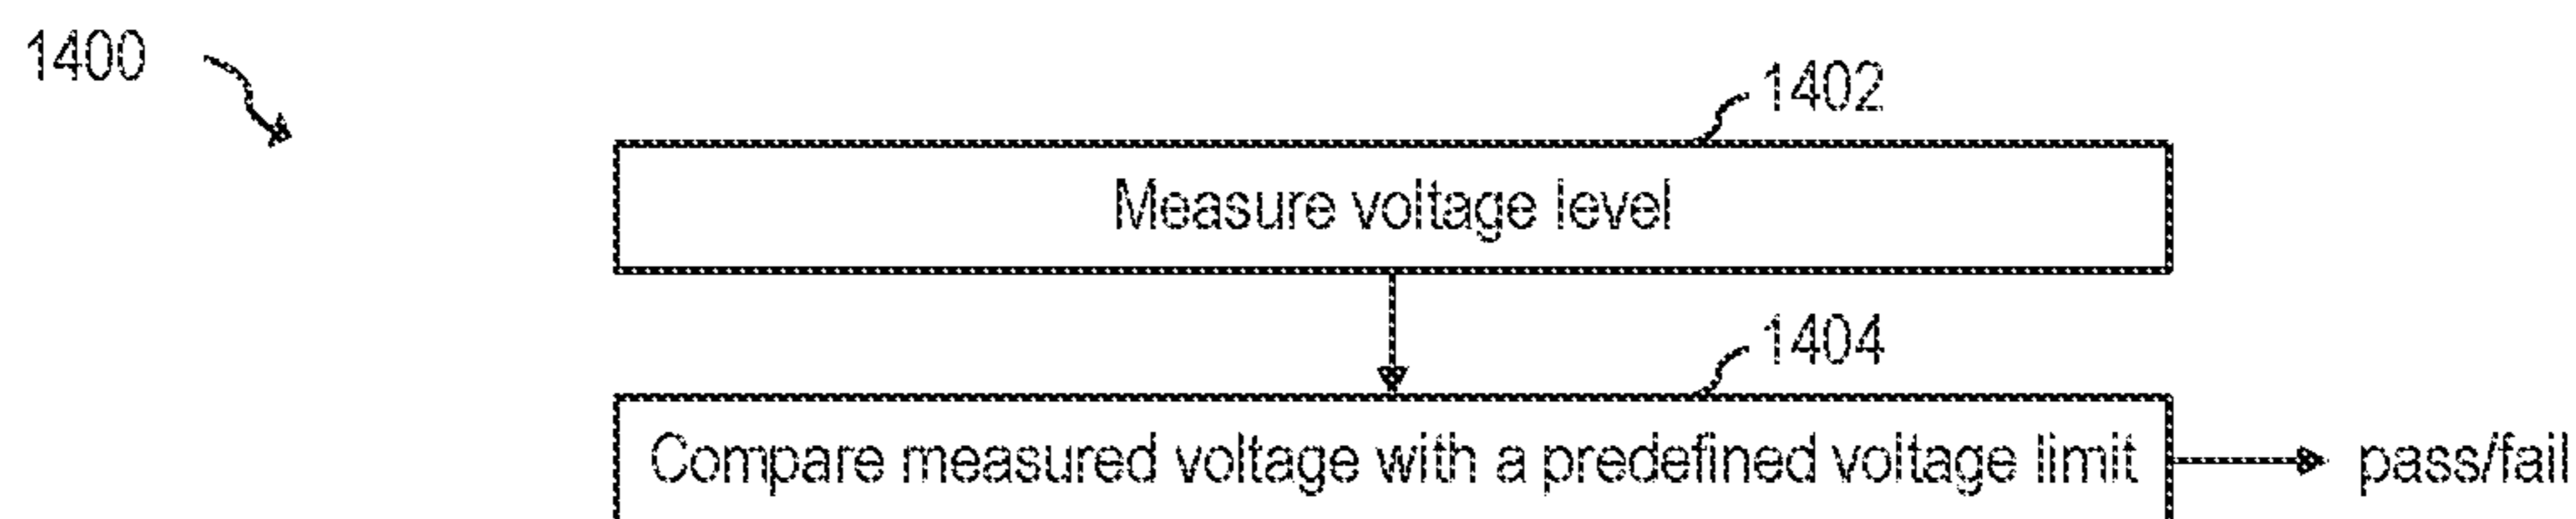 1400
1402
Measure voltage level
1404
Compare measured voltage with a predefined voltage limit
pass/fail